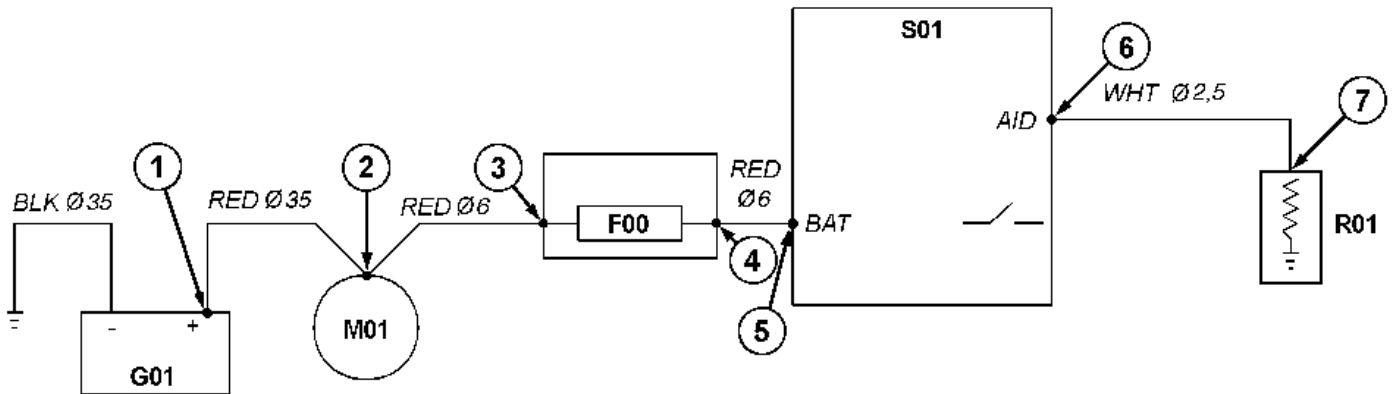 S01
6
WHT Ø2,5
7
AID
1
2
3
RED
Ø6
BLK Ø35
RED Ø35
RED Ø6
F00
BAT
R01
4
- +
M01
5
G01